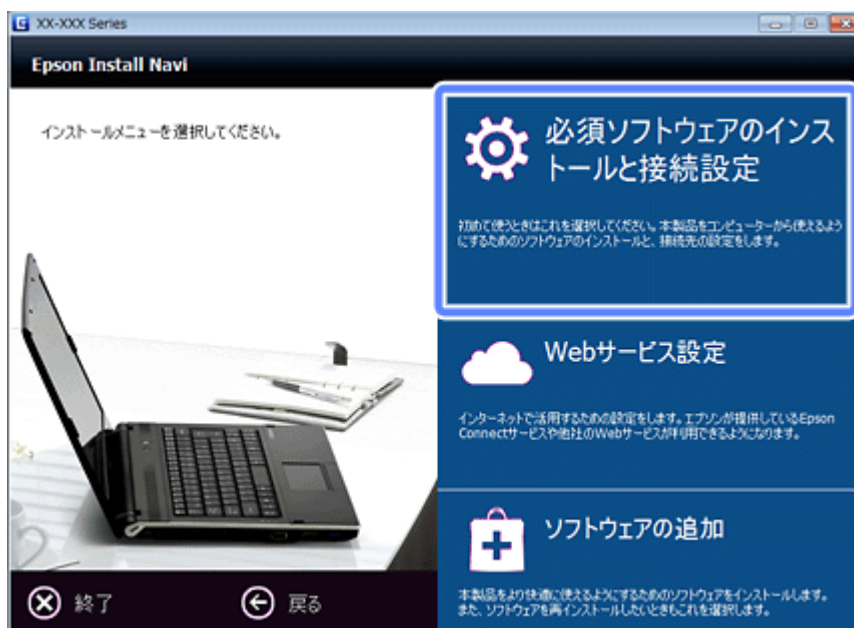 XX-XXX Series
Epson Install Navi
インストールメニューを選択してください。
必須ソフトウェアのインス
トールと接続設定
初めて使うときはこれを選択してください。本製品をコンピューターから使えるよう
にするためのソフトウェアのインストールと、接続先の設定をします。
Webサービス設定
インターネットで活用するための設定をします。エプソンが提供しているEpson
Connectサービスや他社のWebサービスが利用できるようになります。
ソフトウェアの追加
本製品をより快適に使えるようにするためのソフトウェアをインストールします。
また、ソフトウェアを再インストールしたいときもこれを選択します。
終了
戻る